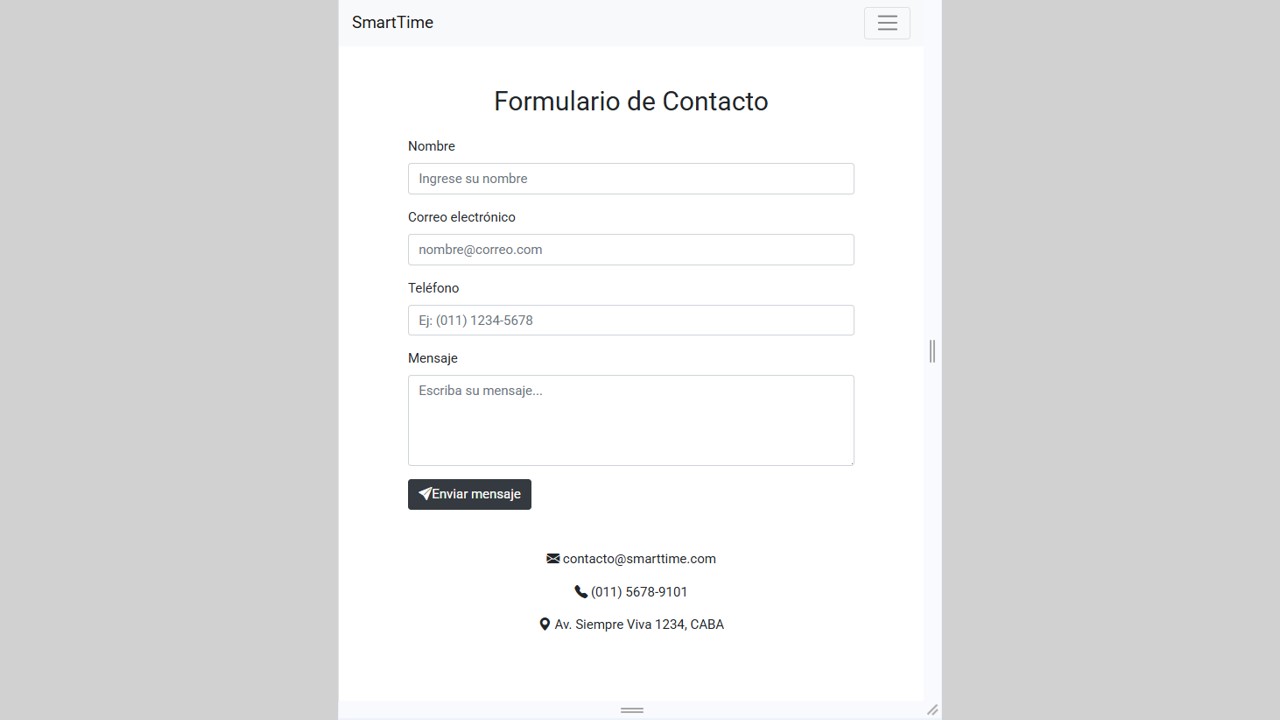 SmartTime
Formulario de Contacto
Nombre
Ingrese su nombre
Correo electrónico
nombre@correo.com
Teléfono
Ej: (011) 1234-5678
Mensaje
Escriba su mensaje...
Enviar mensaje
contacto@smarttime.com
(011) 5678-9101
Av. Siempre Viva 1234, CABA